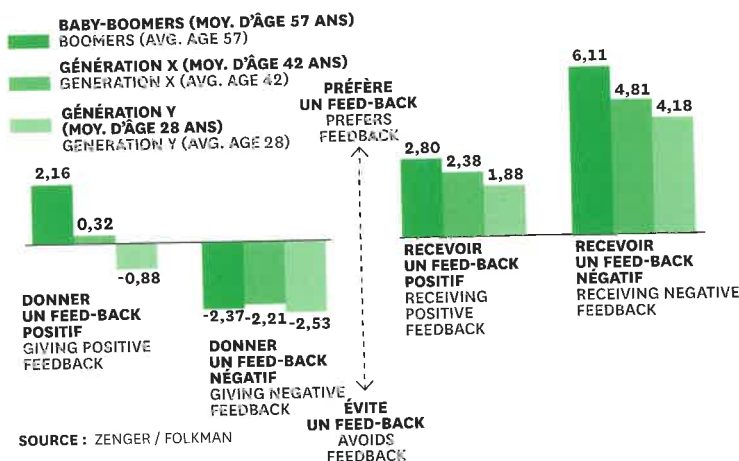 BABY-BOOMERS (MOY. D'ÂGE 57 ANS)
BOOMERS (AVG. AGE 57)
GÉNÉRATION X (MOY. D'ÂGE 42 ANS)
GENERATION X (AVG. AGE 42)
GÉNÉRATION Y
(MOY. D'ÂGE 28 ANS)
GENERATION Y (AVG. AGE 28)
PRÉFÈRE
UN FEED-BACK
PREFERS
FEEDBACK
2,16
0,32
-0,88
DONNER
UN FEED-BACK
POSITIF
GIVING POSITIVE
FEEDBACK
-2,37
-2,21
-2,53
DONNER
UN FEED-BACK
NÉGATIF
GIVING NEGATIVE
FEEDBACK
2,80
2,38
1,88
RECEVOIR
UN FEED-BACK
POSITIF
RECEIVING
POSITIVE
FEEDBACK
6,11
4,81
4,18
RECEVOIR
UN FEED-BACK
NÉGATIF
RECEIVING NEGATIVE
FEEDBACK
ÉVITE
UN FEED-BACK
AVOIDS
FEEDBACK
SOURCE : ZENGER / FOLKMAN